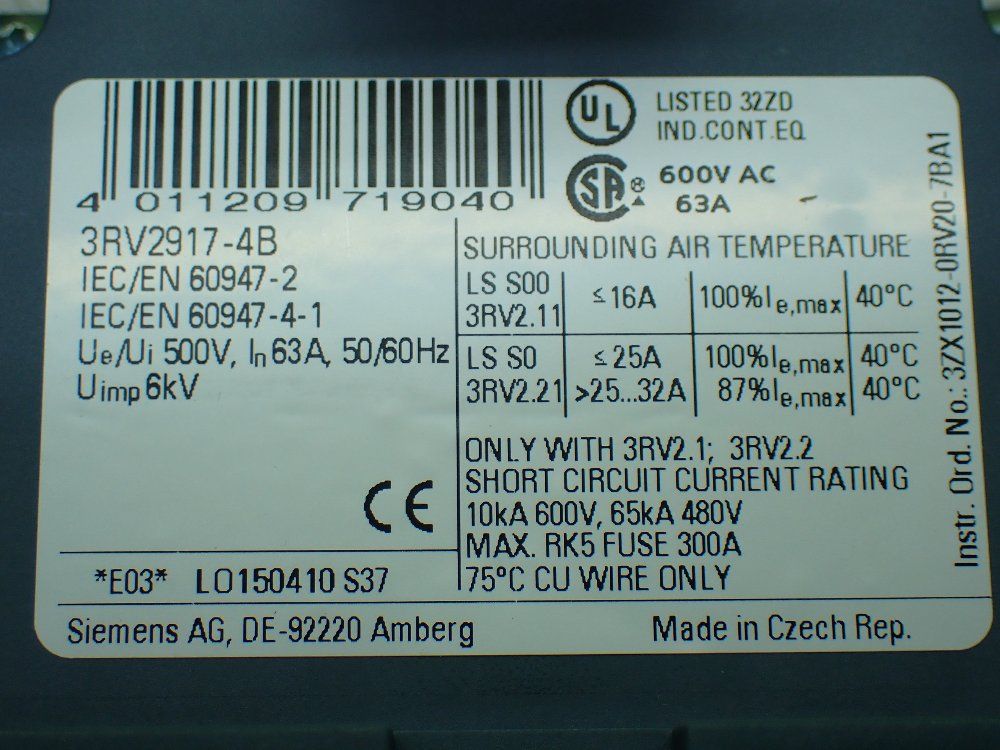 4 011209 719040
UL LISTED 32ZD
IND.CONT.EQ
SA ® 600V AC
63A
3RV2917-4B
IEC/EN 60947-2
IEC/EN 60947-4-1
Ue/Ui 500V, In 63A, 50/60Hz
Uimp 6kV
SURROUNDING AIR TEMPERATURE
LS S00
3RV2.11 ≤16A 100%Ie,max 40°C
LS S0 ≤25A 100%Ie,max 40°C
3RV2.21 >25...32A 87%Ie,max 40°C
ONLY WITH 3RV2.1; 3RV2.2
SHORT CIRCUIT CURRENT RATING
10kA 600V, 65kA 480V
MAX. RK5 FUSE 300A
75°C CU WIRE ONLY
CE
*E03* LO150410 S37
Siemens AG, DE-92220 Amberg
Made in Czech Rep.
Instr. Ord. No.: 3ZX1012-0RV20-7BA1